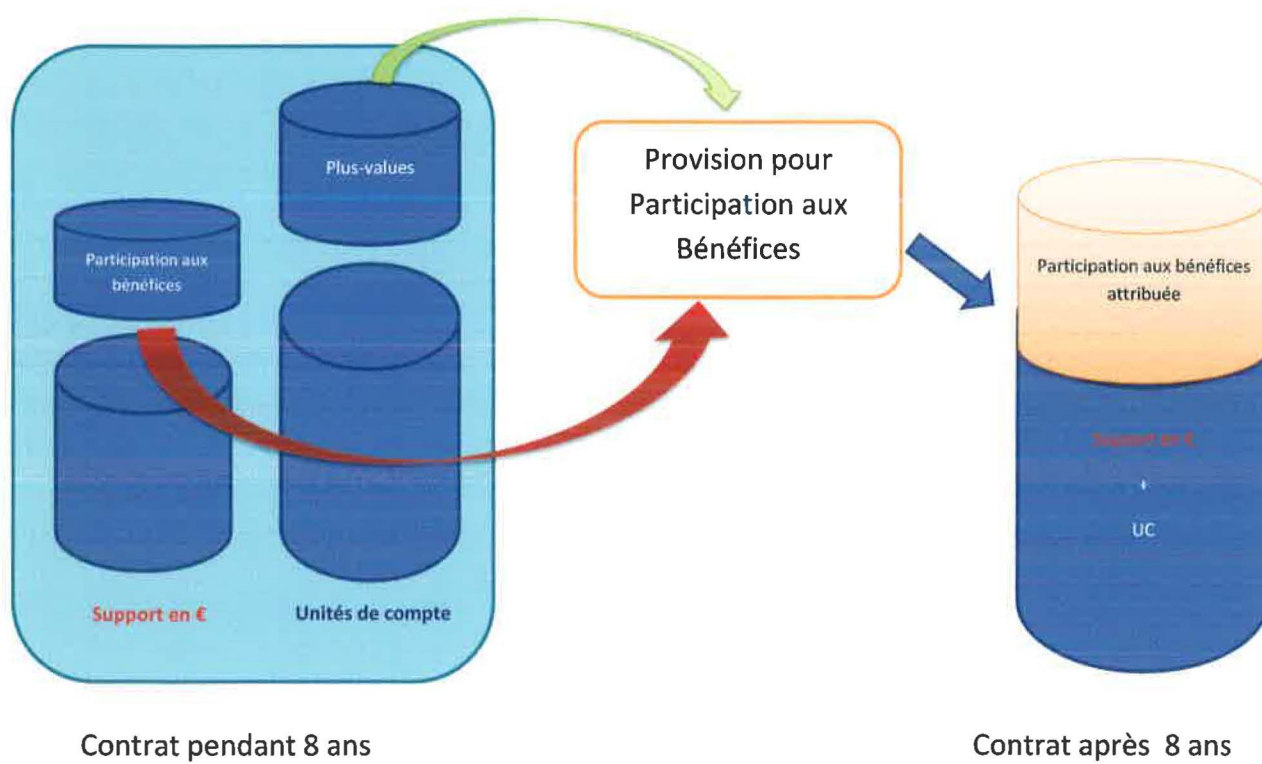 Plus-values
Participation aux
bénéfices
Support en €
Unités de compte
Provision pour
Participation aux
Bénéfices
Participation aux bénéfices
attribuée
Support en €
+
UC
Contrat pendant 8 ans
Contrat après 8 ans